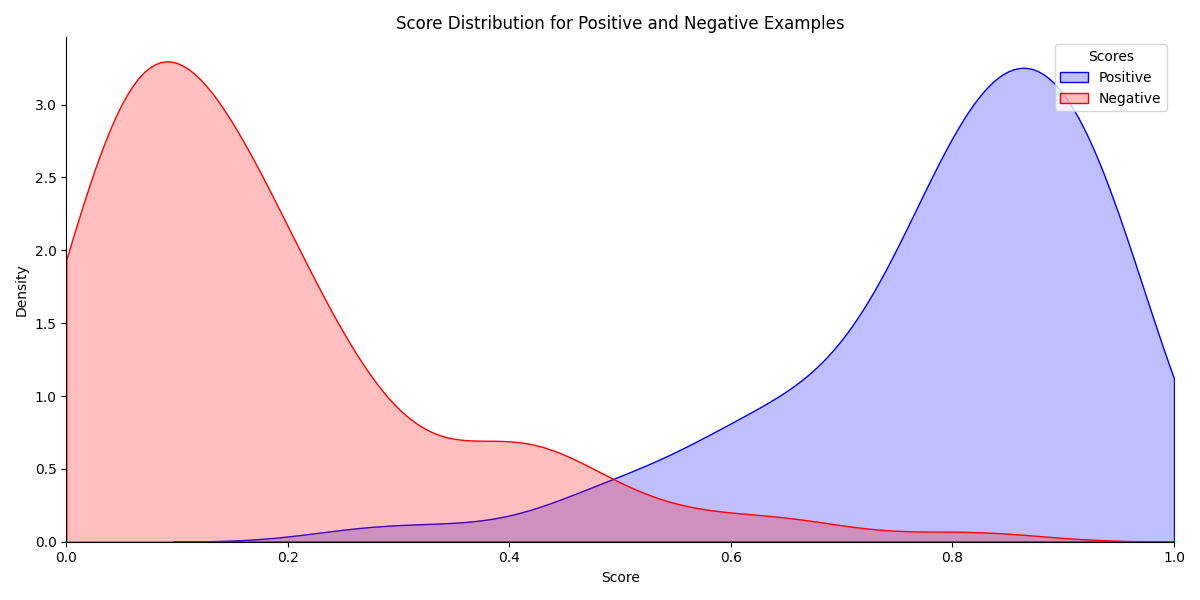 Score Distribution for Positive and Negative Examples
Scores
Positive
Negative
Density
3.0
2.5
2.0
1.5
1.0
0.5
0.0
0.0 0.2 0.4 0.6 0.8 1.0
Score